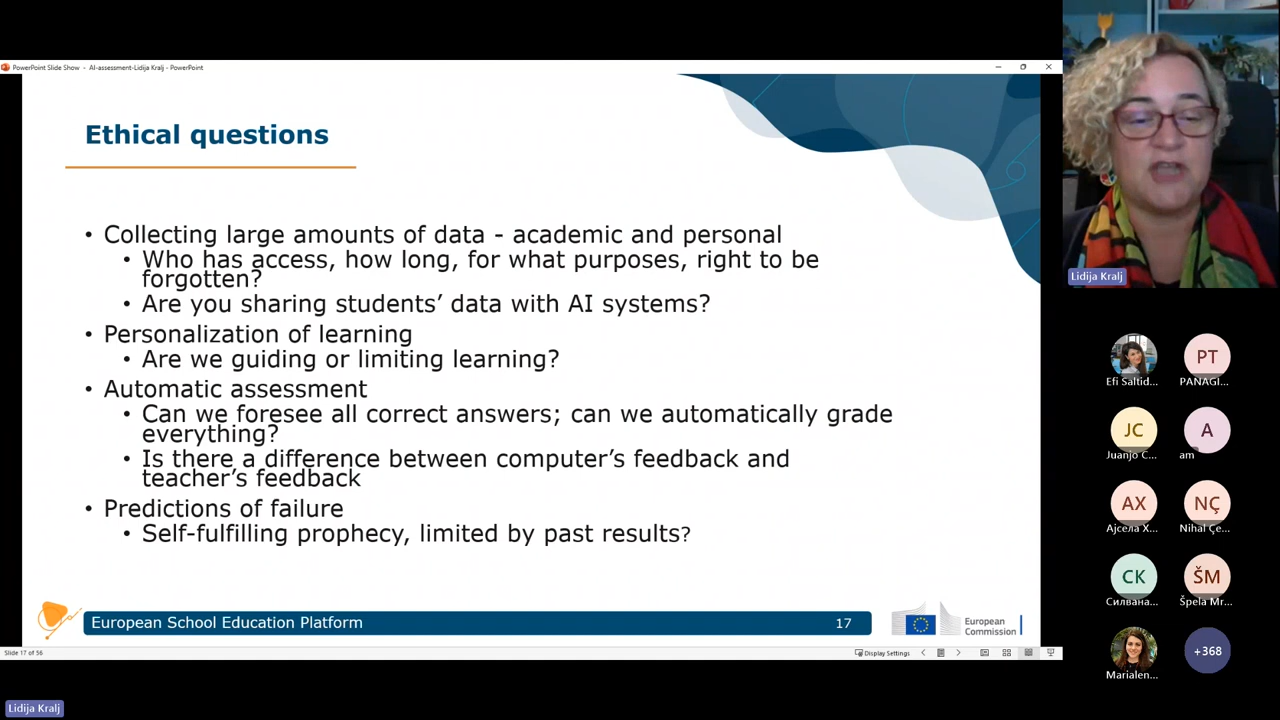 PowerPoint Slide Show - AI-assessment-Lidija Kralj - PowerPoint
Ethical questions
• Collecting large amounts of data - academic and personal
• Who has access, how long, for what purposes, right to be
forgotten?
• Are you sharing students’ data with AI systems?
• Personalization of learning
• Are we guiding or limiting learning?
• Automatic assessment
• Can we foresee all correct answers; can we automatically grade
everything?
• Is there a difference between computer’s feedback and
teacher’s feedback
• Predictions of failure
• Self-fulfilling prophecy, limited by past results?
European School Education Platform
17
European
Commission
Slide 17 of 56
Display Settings
Lidija Kralj
Lidija Kralj
Efi Saltid...
PT
PANAGI...
JC
Juanjo C...
A
am
AX
Ајсела Х...
NÇ
Nihal Çe...
СК
Силвана...
ŠM
Špela Mr...
Marialen...
+368